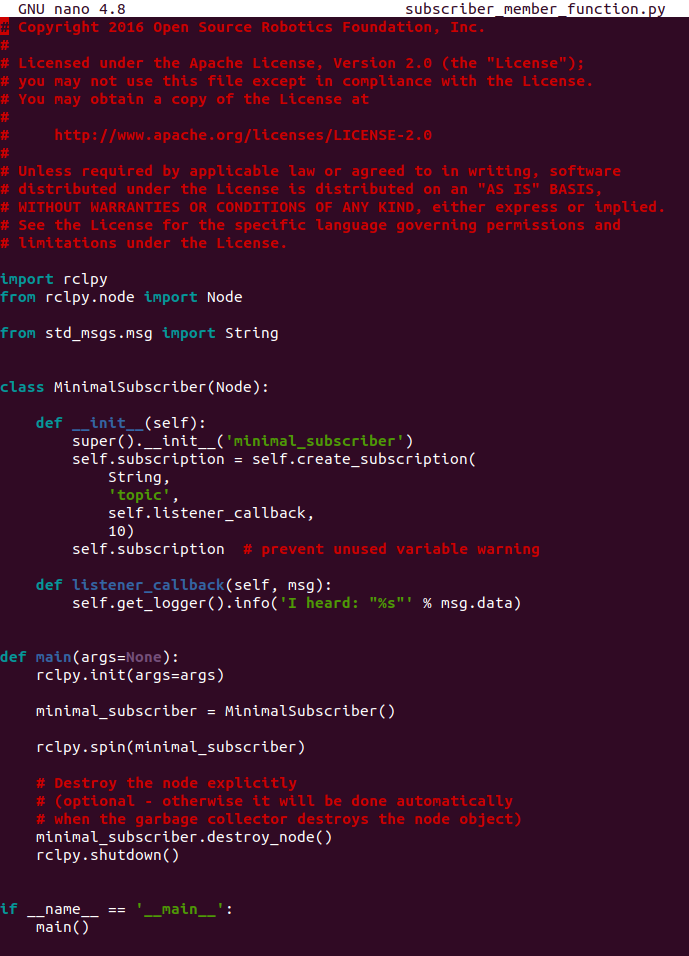 GNU nano 4.8 subscriber_member_function.py
# Copyright 2016 Open Source Robotics Foundation, Inc.
#
# Licensed under the Apache License, Version 2.0 (the "License");
# you may not use this file except in compliance with the License.
# You may obtain a copy of the License at
#
#     http://www.apache.org/licenses/LICENSE-2.0
#
# Unless required by applicable law or agreed to in writing, software
# distributed under the License is distributed on an "AS IS" BASIS,
# WITHOUT WARRANTIES OR CONDITIONS OF ANY KIND, either express or implied.
# See the License for the specific language governing permissions and
# limitations under the License.

import rclpy
from rclpy.node import Node

from std_msgs.msg import String


class MinimalSubscriber(Node):

    def __init__(self):
        super().__init__('minimal_subscriber')
        self.subscription = self.create_subscription(
            String,
            'topic',
            self.listener_callback,
            10)
        self.subscription  # prevent unused variable warning

    def listener_callback(self, msg):
        self.get_logger().info('I heard: "%s"' % msg.data)


def main(args=None):
    rclpy.init(args=args)

    minimal_subscriber = MinimalSubscriber()

    rclpy.spin(minimal_subscriber)

    # Destroy the node explicitly
    # (optional - otherwise it will be done automatically
    # when the garbage collector destroys the node object)
    minimal_subscriber.destroy_node()
    rclpy.shutdown()


if __name__ == '__main__':
    main()